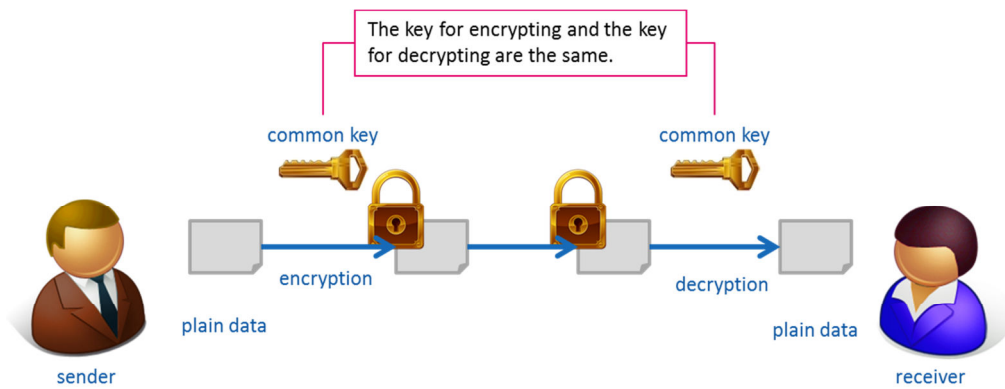 The key for encrypting and the key
for decrypting are the same.
common key
common key
encryption
decryption
plain data
plain data
sender
receiver